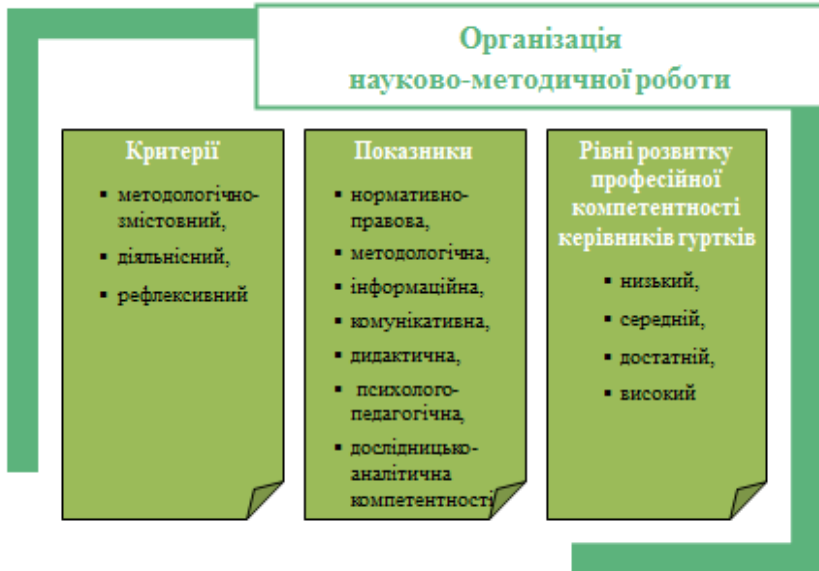 Організація
науково-методичної роботи
Критерії
▪ методологічно-
змістовний,
▪ діяльнісний,
▪ рефлексивний
Показники
▪ нормативно-
правова,
▪ методологічна,
▪ інформаційна,
▪ комунікативна,
▪ дидактична,
▪ психолого-
педагогічна,
▪ дослідницько-
аналітична
компетентності
Рівні розвитку
професійної
компетентності
керівників гуртків
▪ низький,
▪ середній,
▪ достатній,
▪ високий